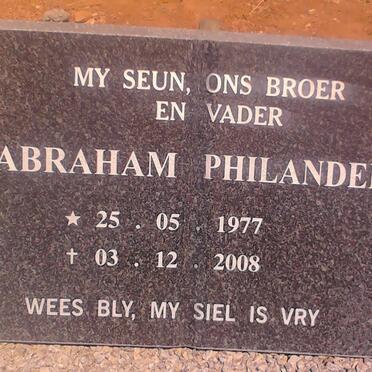 MY SEUN, ONS BROER
EN VADER
ABRAHAM PHILANDE
★ 25 . 05 . 1977
† 03 . 12 . 2008
WEES BLY, MY SIEL IS VRY